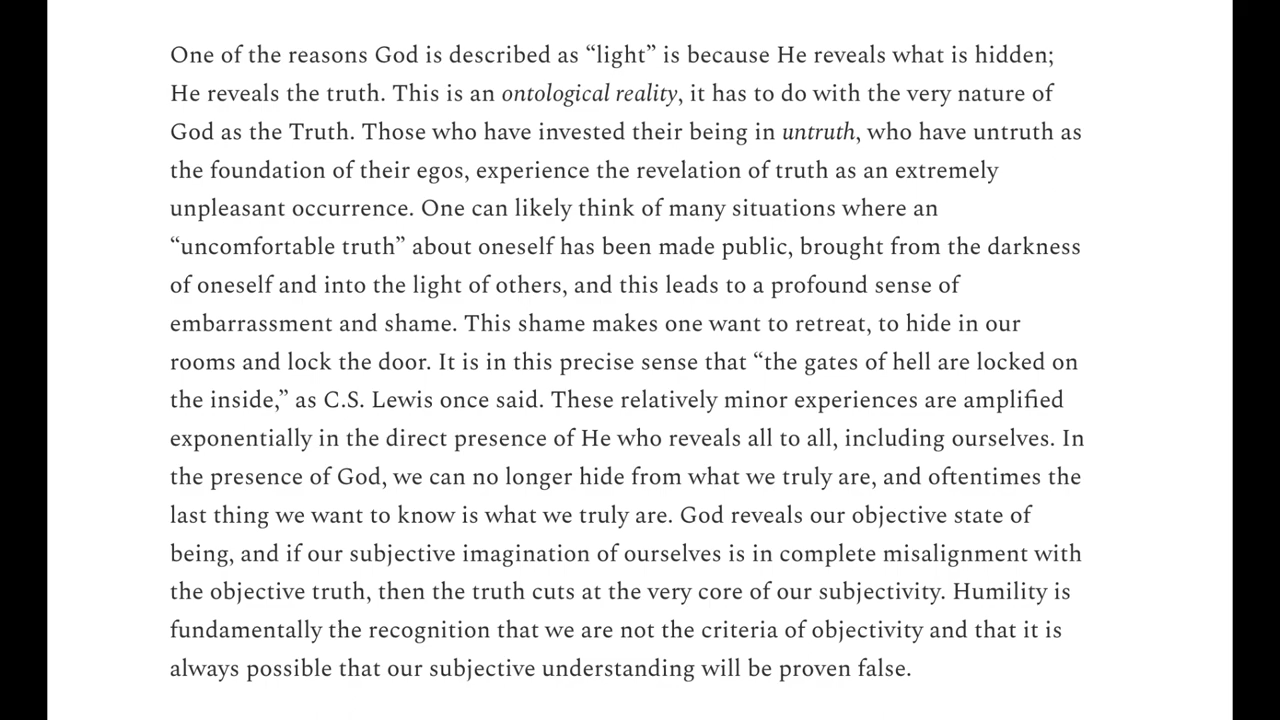 One of the reasons God is described as “light” is because He reveals what is hidden;
He reveals the truth. This is an ontological reality, it has to do with the very nature of
God as the Truth. Those who have invested their being in untruth, who have untruth as
the foundation of their egos, experience the revelation of truth as an extremely
unpleasant occurrence. One can likely think of many situations where an
“uncomfortable truth” about oneself has been made public, brought from the darkness
of oneself and into the light of others, and this leads to a profound sense of
embarrassment and shame. This shame makes one want to retreat, to hide in our
rooms and lock the door. It is in this precise sense that “the gates of hell are locked on
the inside,” as C.S. Lewis once said. These relatively minor experiences are amplified
exponentially in the direct presence of He who reveals all to all, including ourselves. In
the presence of God, we can no longer hide from what we truly are, and oftentimes the
last thing we want to know is what we truly are. God reveals our objective state of
being, and if our subjective imagination of ourselves is in complete misalignment with
the objective truth, then the truth cuts at the very core of our subjectivity. Humility is
fundamentally the recognition that we are not the criteria of objectivity and that it is
always possible that our subjective understanding will be proven false.